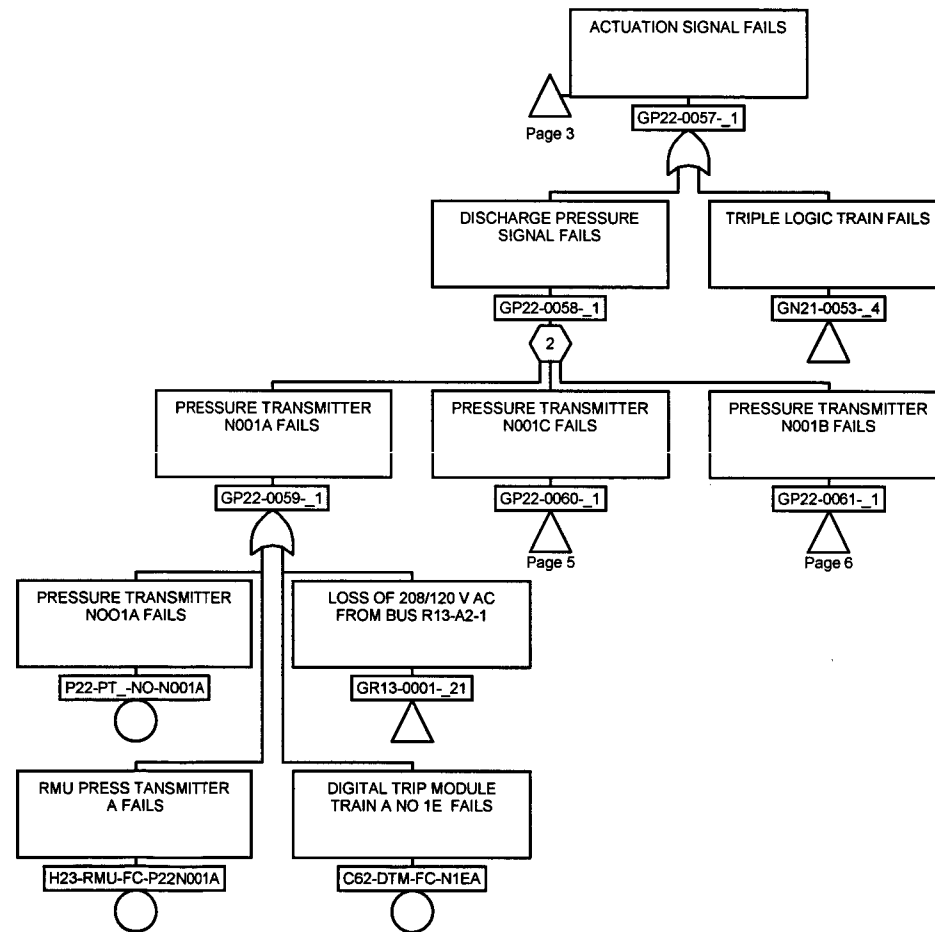 ACTUATION SIGNAL FAILS
Page 3
GP22-0057-_1
DISCHARGE PRESSURE
SIGNAL FAILS
GP22-0058-_1
TRIPLE LOGIC TRAIN FAILS
GN21-0053-_4
2
PRESSURE TRANSMITTER
N001A FAILS
GP22-0059-_1
PRESSURE TRANSMITTER
N001C FAILS
GP22-0060-_1
Page 5
PRESSURE TRANSMITTER
N001B FAILS
GP22-0061-_1
Page 6
PRESSURE TRANSMITTER
NOO1A FAILS
P22-PT_-NO-N001A
LOSS OF 208/120 V AC
FROM BUS R13-A2-1
GR13-0001-_21
RMU PRESS TANSMITTER
A FAILS
H23-RMU-FC-P22N001A
DIGITAL TRIP MODULE
TRAIN A NO 1E FAILS
C62-DTM-FC-N1EA